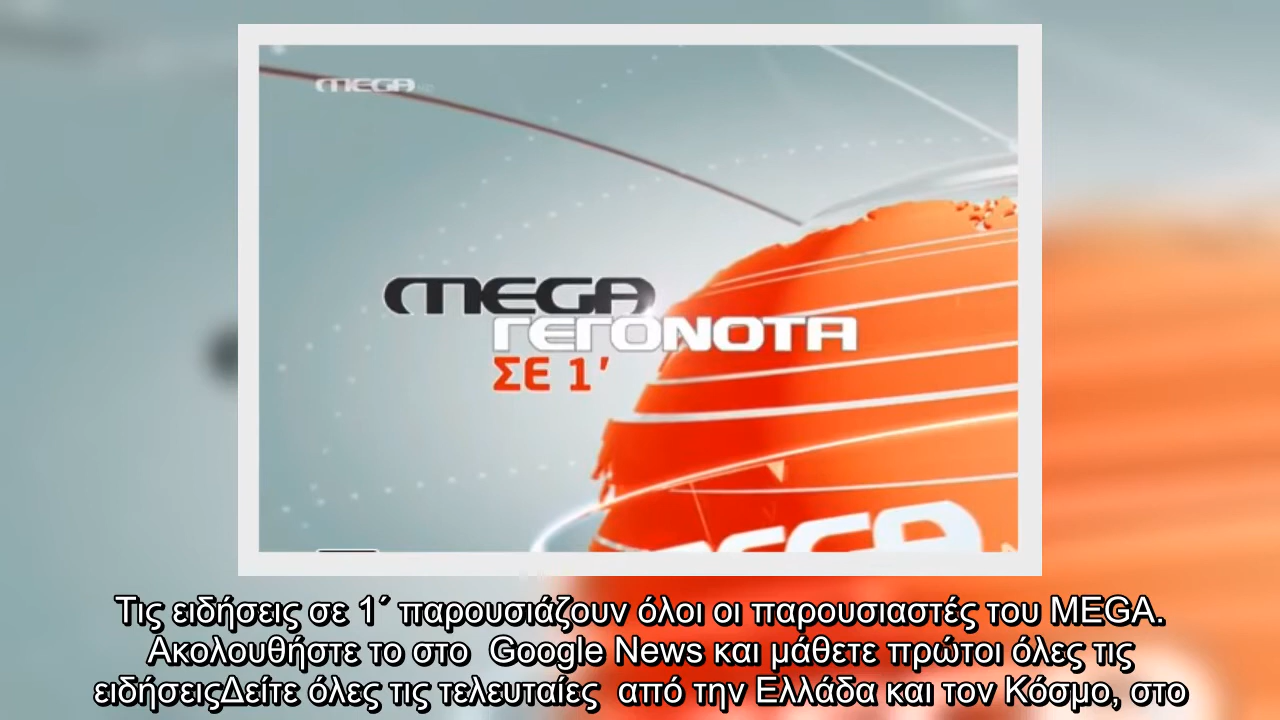 MEGA
MEGA
ΓΕΓΟΝΟΤΑ
ΣΕ 1'
MEGA
Τις ειδήσεις σε 1΄ παρουσιάζουν όλοι οι παρουσιαστές του MEGA.
Ακολουθήστε το στο  Google News και μάθετε πρώτοι όλες τις
ειδήσειςΔείτε όλες τις τελευταίες  από την Ελλάδα και τον Κόσμο, στο